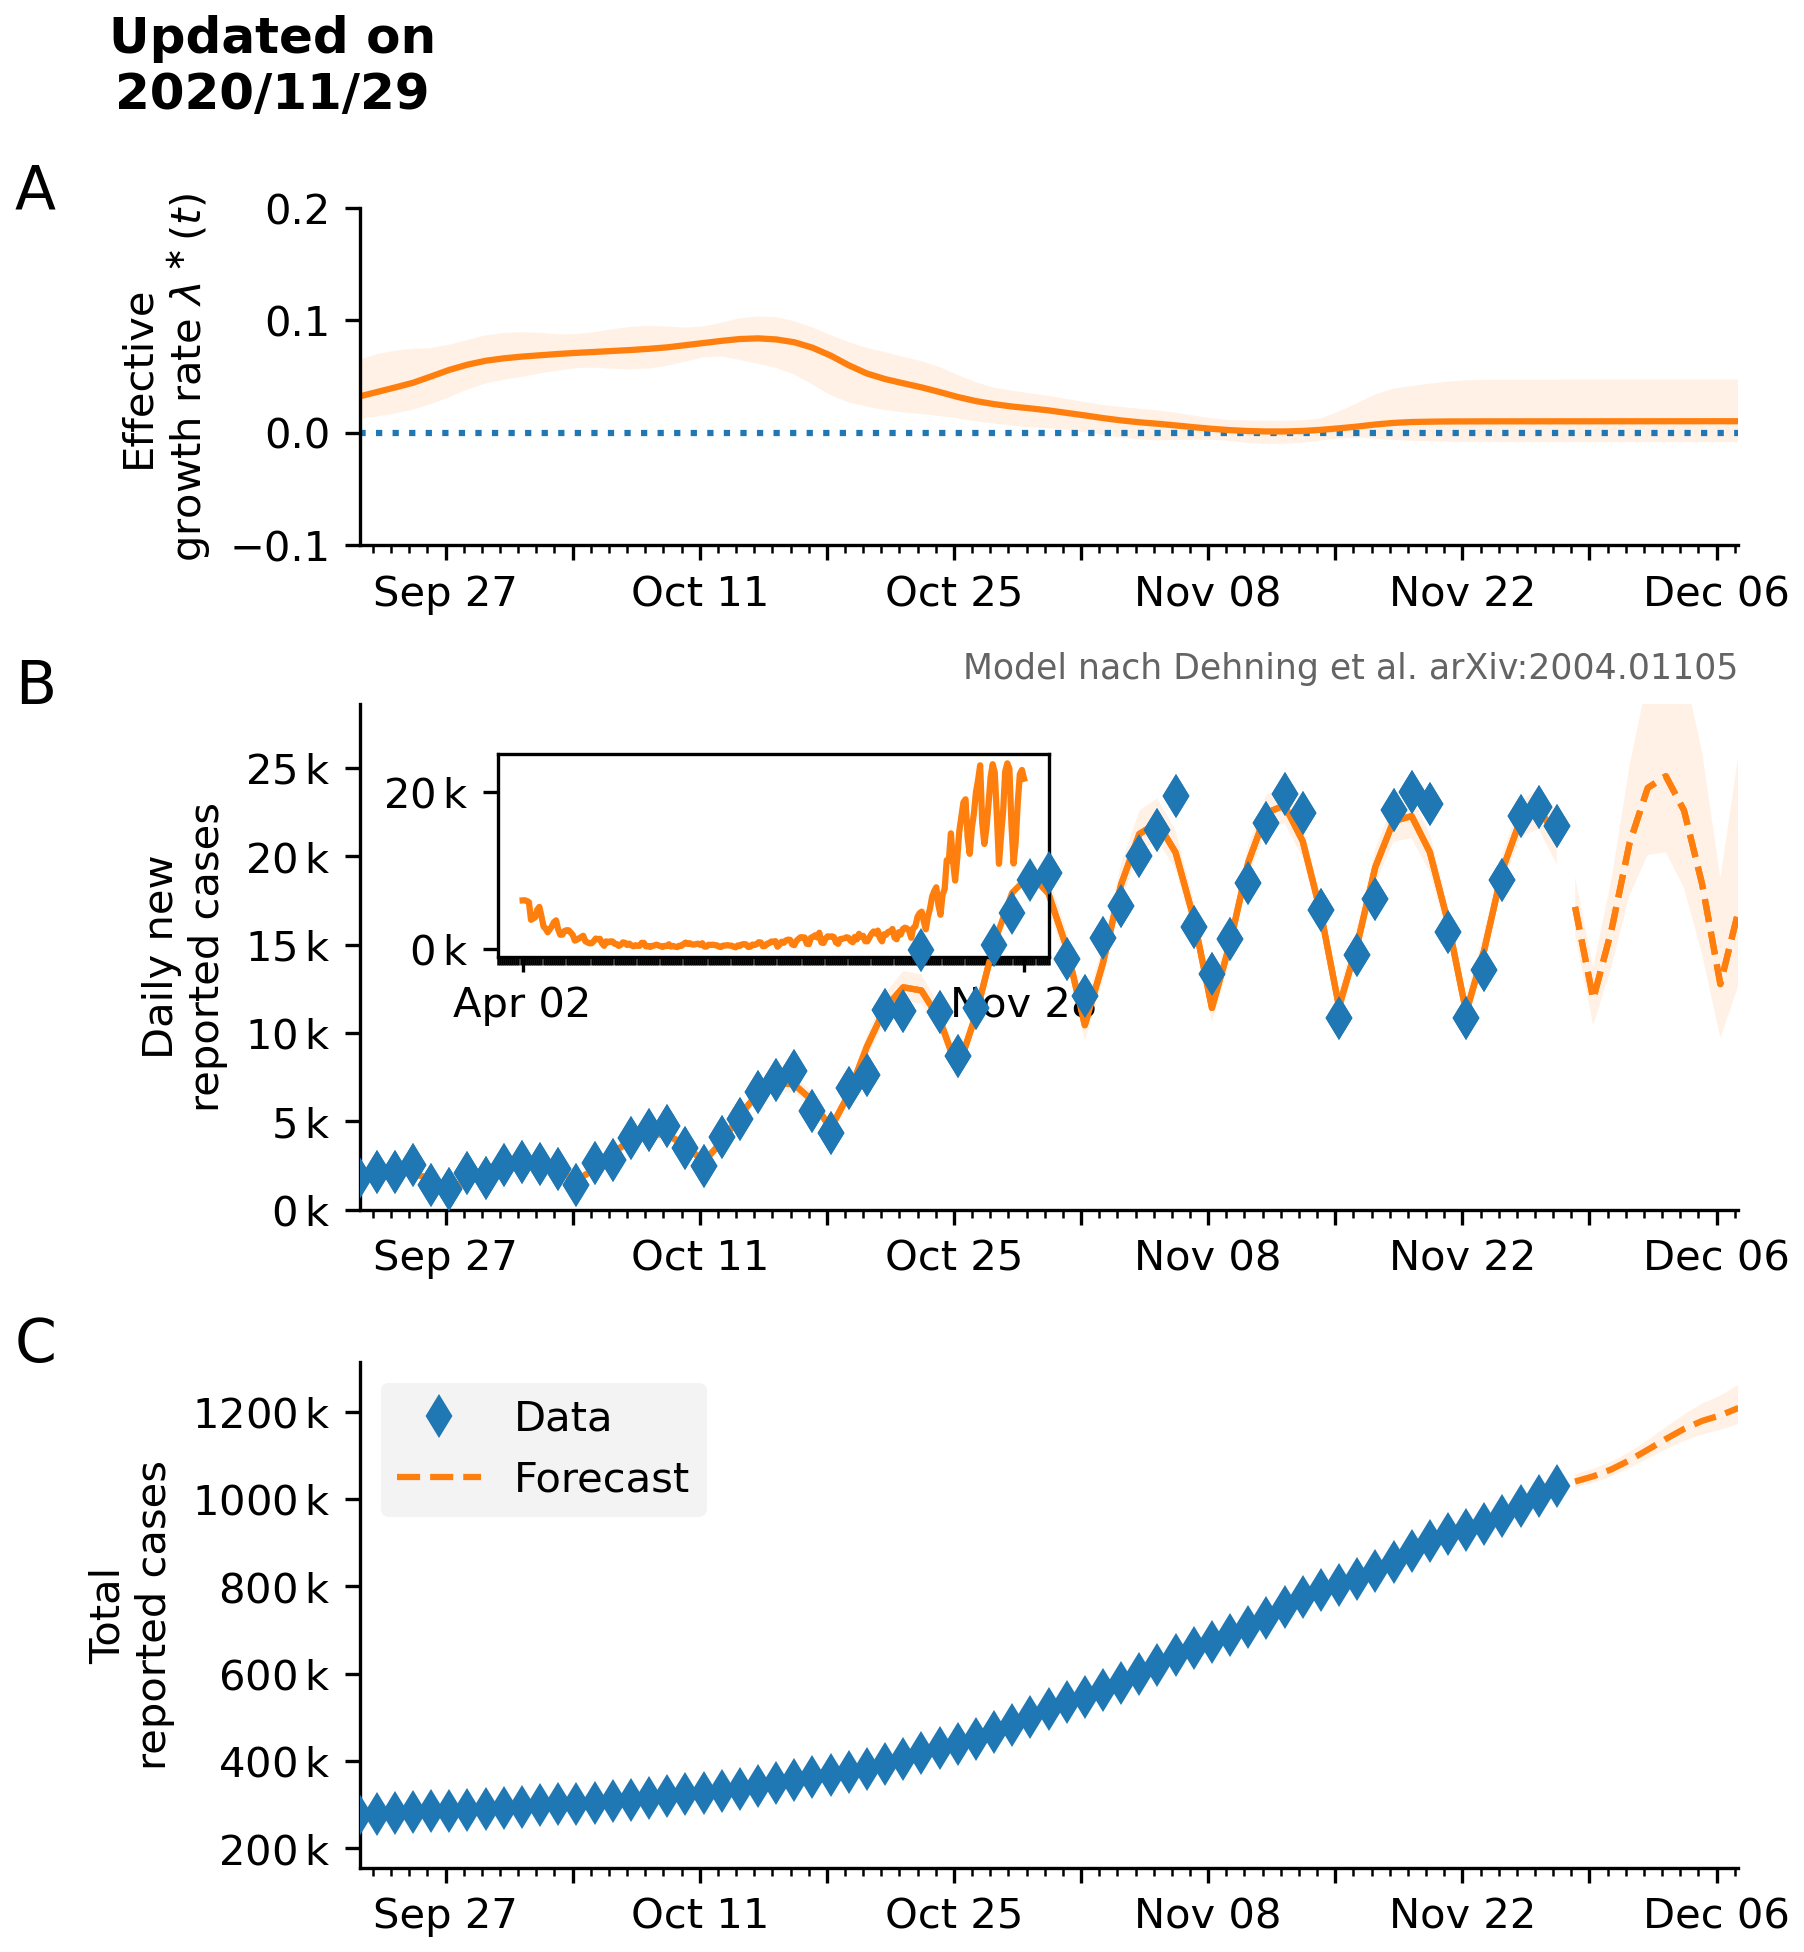 Updated on
2020/11/29
A
Effective
growth rate λ * (t)
0.2
0.1
0.0
−0.1
Sep 27 Oct 11 Oct 25 Nov 08 Nov 22 Dec 06
B
Model nach Dehning et al. arXiv:2004.01105
Daily new
reported cases
25 k
20 k
15 k
10 k
5 k
0 k
20 k
0 k
Apr 02 Nov 28
Sep 27 Oct 11 Oct 25 Nov 08 Nov 22 Dec 06
C
Total
reported cases
1200 k
1000 k
800 k
600 k
400 k
200 k
Data
Forecast
Sep 27 Oct 11 Oct 25 Nov 08 Nov 22 Dec 06